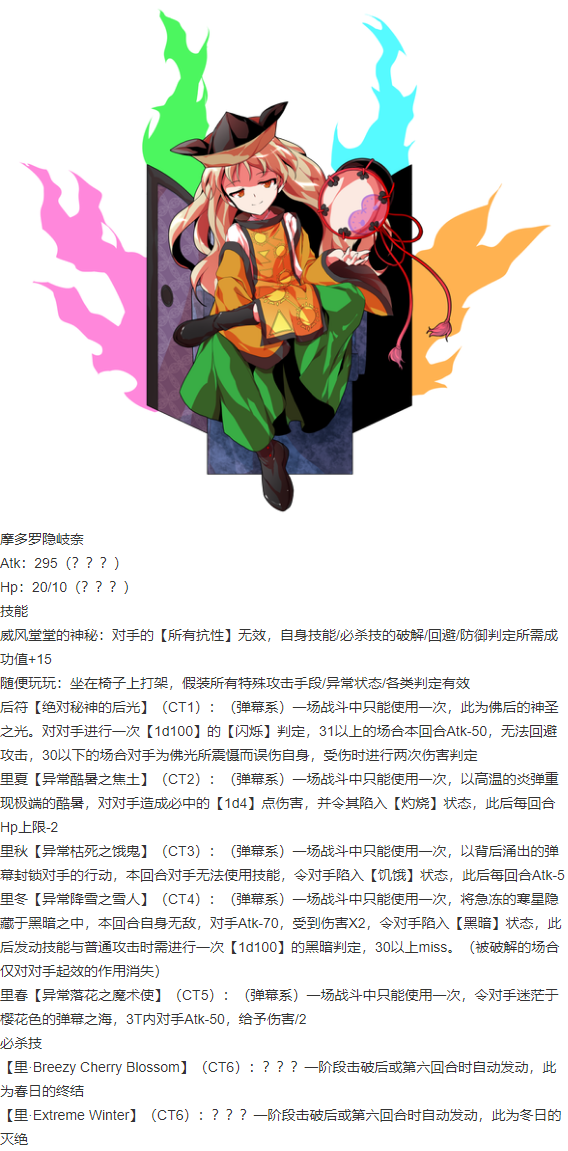 摩多罗隐岐奈
Atk：295（？？？）
Hp：20/10（？？？）
技能
威风堂堂的神秘：对手的【所有抗性】无效，自身技能/必杀技的破解/回避/防御判定所需成
功值+15
随便玩玩：坐在椅子上打架，假装所有特殊攻击手段/异常状态/各类判定有效
后符【绝对秘神的后光】（CT1）：（弹幕系）一场战斗中只能使用一次，此为佛后的神圣
之光。对对手进行一次【1d100】的【闪烁】判定，31以上的场合本回合Atk-50，无法回避
攻击，30以下的场合对手为佛光所震慑而误伤自身，受伤时进行两次伤害判定
里夏【异常酷暑之焦土】（CT2）：（弹幕系）一场战斗中只能使用一次，以高温的炎弹重
现极端的酷暑，对对手造成必中的【1d4】点伤害，并令其陷入【灼烧】状态，此后每回合
Hp上限-2
里秋【异常枯死之饿鬼】（CT3）：（弹幕系）一场战斗中只能使用一次，以背后涌出的弹
幕封锁对手的行动，本回合对手无法使用技能，令对手陷入【饥饿】状态，此后每回合Atk-5
里冬【异常降雪之雪人】（CT4）：（弹幕系）一场战斗中只能使用一次，将急冻的寒星隐
藏于黑暗之中，本回合自身无敌，对手Atk-70，受到伤害X2，令对手陷入【黑暗】状态，此
后发动技能与普通攻击时需进行一次【1d100】的黑暗判定，30以上miss。（被破解的场合
仅对对手起效的作用消失）
里春【异常落花之魔术使】（CT5）：（弹幕系）一场战斗中只能使用一次，令对手迷茫于
樱花色的弹幕之海，3T内对手Atk-50，给予伤害/2
必杀技
【里·Breezy Cherry Blossom】（CT6）：？？？一阶段击破后或第六回合时自动发动，此
为春日的终结
【里·Extreme Winter】（CT6）：？？？一阶段击破后或第六回合时自动发动，此为冬日的
灭绝